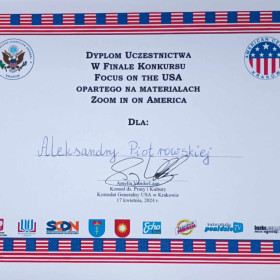 Dyplom Uczestnictwa
W Finale Konkursu
Focus on the USA
opartego na materiałach
Zoom in on America
Dla:
Aleksandry Piotrowskiej
Konsul ds. Prasy i Kultury
Konsulat Generalny USA w Krakowie
17 kwietnia, 2024 r.
Echo